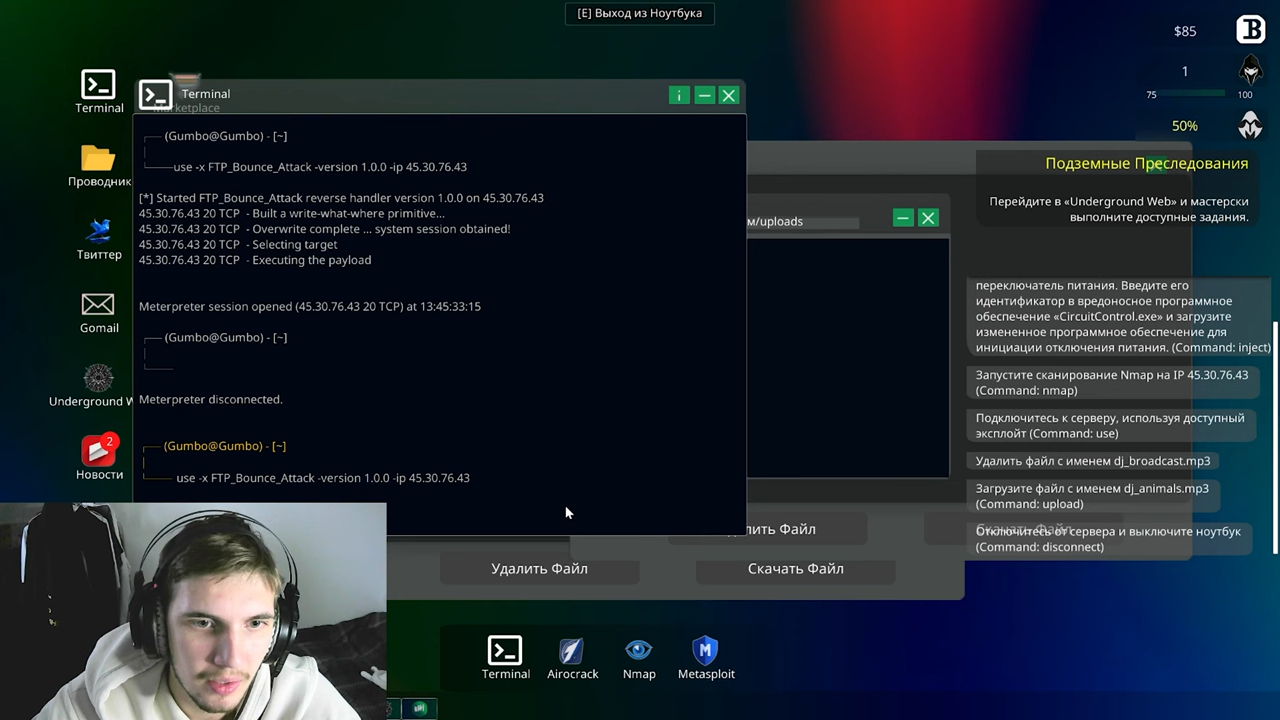 [E] Выход из Ноутбука
$85
B
1
75
100
50%
Подземные Преследования
Перейдите в «Underground Web» и мастерски
выполните доступные задания.
Terminal
Проводник
Твиттер
Gomail
Underground W
2
Новости
Terminal
Marketplace
(Gumbo@Gumbo) - [~]
use -x FTP_Bounce_Attack -version 1.0.0 -ip 45.30.76.43
[*] Started FTP_Bounce_Attack reverse handler version 1.0.0 on 45.30.76.43
45.30.76.43 20 TCP - Built a write-what-where primitive...
45.30.76.43 20 TCP - Overwrite complete ... system session obtained!
45.30.76.43 20 TCP - Selecting target
45.30.76.43 20 TCP - Executing the payload
Meterpreter session opened (45.30.76.43 20 TCP) at 13:45:33:15
(Gumbo@Gumbo) - [~]
Meterpreter disconnected.
(Gumbo@Gumbo) - [~]
use -x FTP_Bounce_Attack -version 1.0.0 -ip 45.30.76.43
м/uploads
переключатель питания. Введите его
идентификатор в вредоносное программное
обеспечение «CircuitControl.exe» и загрузите
измененное программное обеспечение для
инициации отключения питания. (Command: inject)
Запустите сканирование Nmap на IP 45.30.76.43
(Command: nmap)
Подключитесь к серверу, используя доступный
эксплойт (Command: use)
Удалить файл с именем dj_broadcast.mp3
Загрузите файл с именем dj_animals.mp3
(Command: upload)
Отключитесь от сервера и выключите ноутбук
(Command: disconnect)
лить Файл
Скачать Файл
Удалить Файл
Скачать Файл
Terminal
Airocrack
Nmap
Metasploit